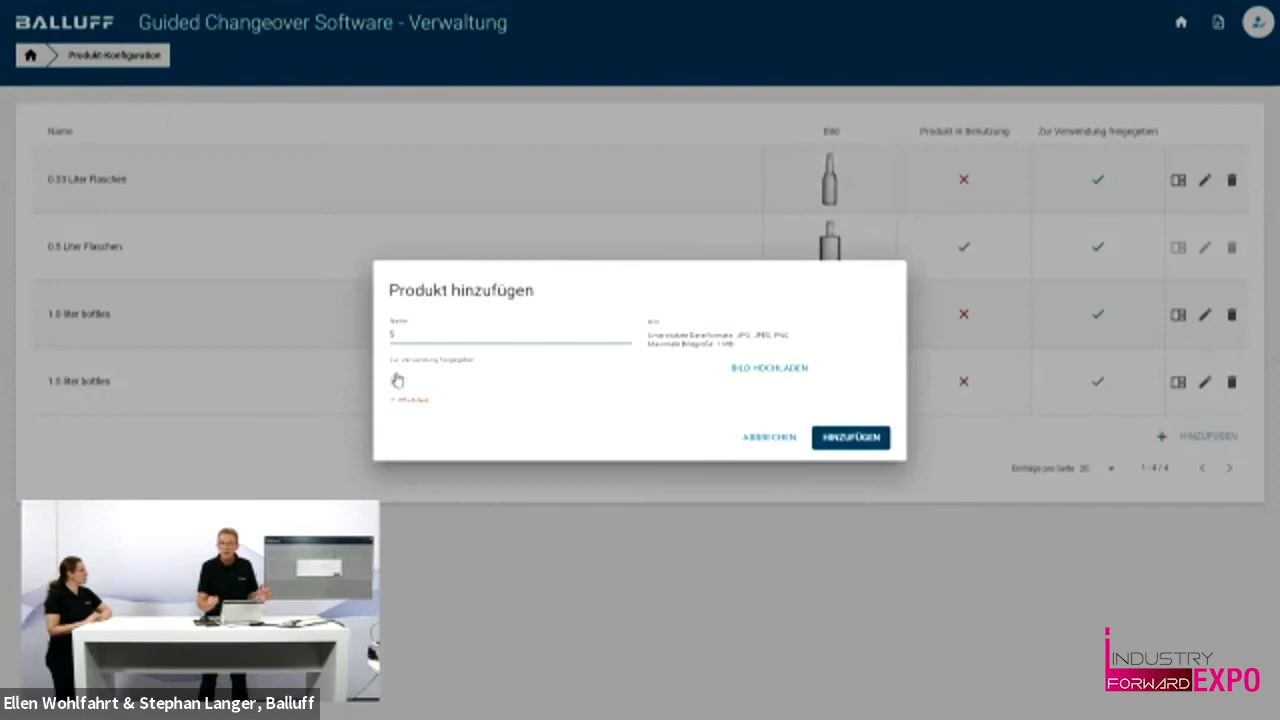 BALLUFF Guided Changeover Software - Verwaltung
Produkt-Konfiguration
Name Bild Produkt in Benutzung Zur Verwendung freigegeben
0.33 Liter Flaschen
0.5 Liter Flaschen
1.0 liter bottles
1.5 liter bottles
Produkt hinzufügen
Name
5
Unterstützte Dateiformate: JPG, JPEG, PNG
Maximale Bildgröße: 1 MB
Zur Verwendung freigegeben
BILD HOCHLADEN
ABBRECHEN HINZUFÜGEN
HINZUFÜGEN
Einträge pro Seite 20 1 - 4 / 4
INDUSTRY
FORWARD EXPO
Ellen Wohlfahrt & Stephan Langer, Balluff